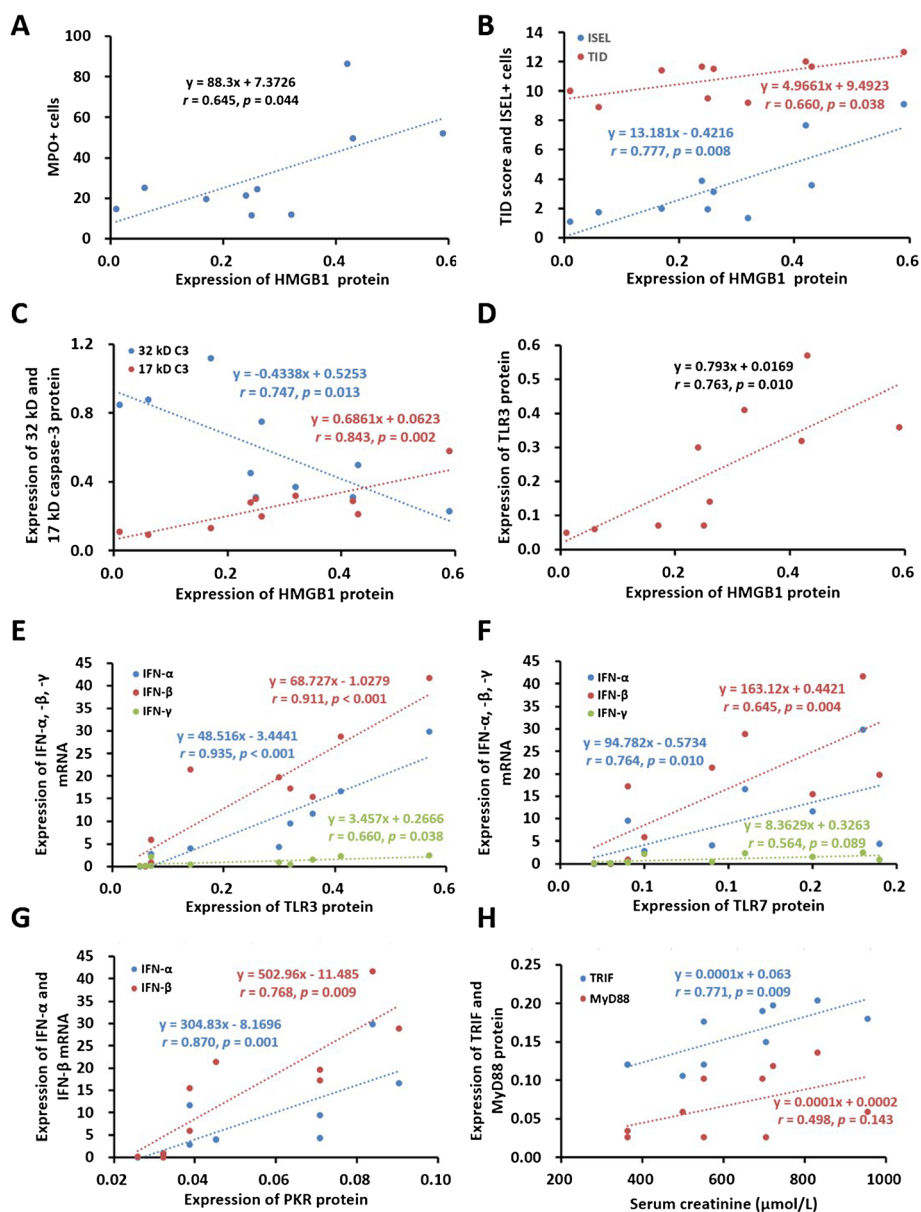 A
MPO+ cells
100
80
60
40
20
0
y = 88.3x + 7.3726
r = 0.645, p = 0.044
0.0 0.2 0.4 0.6
Expression of HMGB1 protein
B
TID score and ISEL+ cells
14
12
10
8
6
4
2
0
ISEL
TID
y = 4.9661x + 9.4923
r = 0.660, p = 0.038
y = 13.181x - 0.4216
r = 0.777, p = 0.008
0.0 0.2 0.4 0.6
Expression of HMGB1 protein
C
Expression of 32 kD and
17 kD caspase-3 protein
1.2
0.8
0.4
0.0
32 kD C3
17 kD C3
y = -0.4338x + 0.5253
r = 0.747, p = 0.013
y = 0.6861x + 0.0623
r = 0.843, p = 0.002
0.0 0.2 0.4 0.6
Expression of HMGB1 protein
D
Expression of TLR3 protein
0.6
0.5
0.4
0.3
0.2
0.1
0.0
y = 0.793x + 0.0169
r = 0.763, p = 0.010
0.0 0.2 0.4 0.6
Expression of HMGB1 protein
E
Expression of IFN-α, -β, -γ
mRNA
45
40
35
30
25
20
15
10
5
0
IFN-α
IFN-β
IFN-γ
y = 68.727x - 1.0279
r = 0.911, p < 0.001
y = 48.516x - 3.4441
r = 0.935, p < 0.001
y = 3.457x + 0.2666
r = 0.660, p = 0.038
0.0 0.2 0.4 0.6
Expression of TLR3 protein
F
Expression of IFN-α, -β, -γ
mRNA
45
40
35
30
25
20
15
10
5
0
IFN-α
IFN-β
IFN-γ
y = 163.12x + 0.4421
r = 0.645, p = 0.004
y = 94.782x - 0.5734
r = 0.764, p = 0.010
y = 8.3629x + 0.3263
r = 0.564, p = 0.089
0.0 0.1 0.1 0.2 0.2
Expression of TLR7 protein
G
Expression of IFN-α and
IFN-β mRNA
45
40
35
30
25
20
15
10
5
0
IFN-α
IFN-β
y = 502.96x - 11.485
r = 0.768, p = 0.009
y = 304.83x - 8.1696
r = 0.870, p = 0.001
0.02 0.04 0.06 0.08 0.10
Expression of PKR protein
H
Expression of TRIF and
MyD88 protein
0.25
0.20
0.15
0.10
0.05
0.00
TRIF
MyD88
y = 0.0001x + 0.063
r = 0.771, p = 0.009
y = 0.0001x + 0.0002
r = 0.498, p = 0.143
200 400 600 800 1000
Serum creatinine (μmol/L)